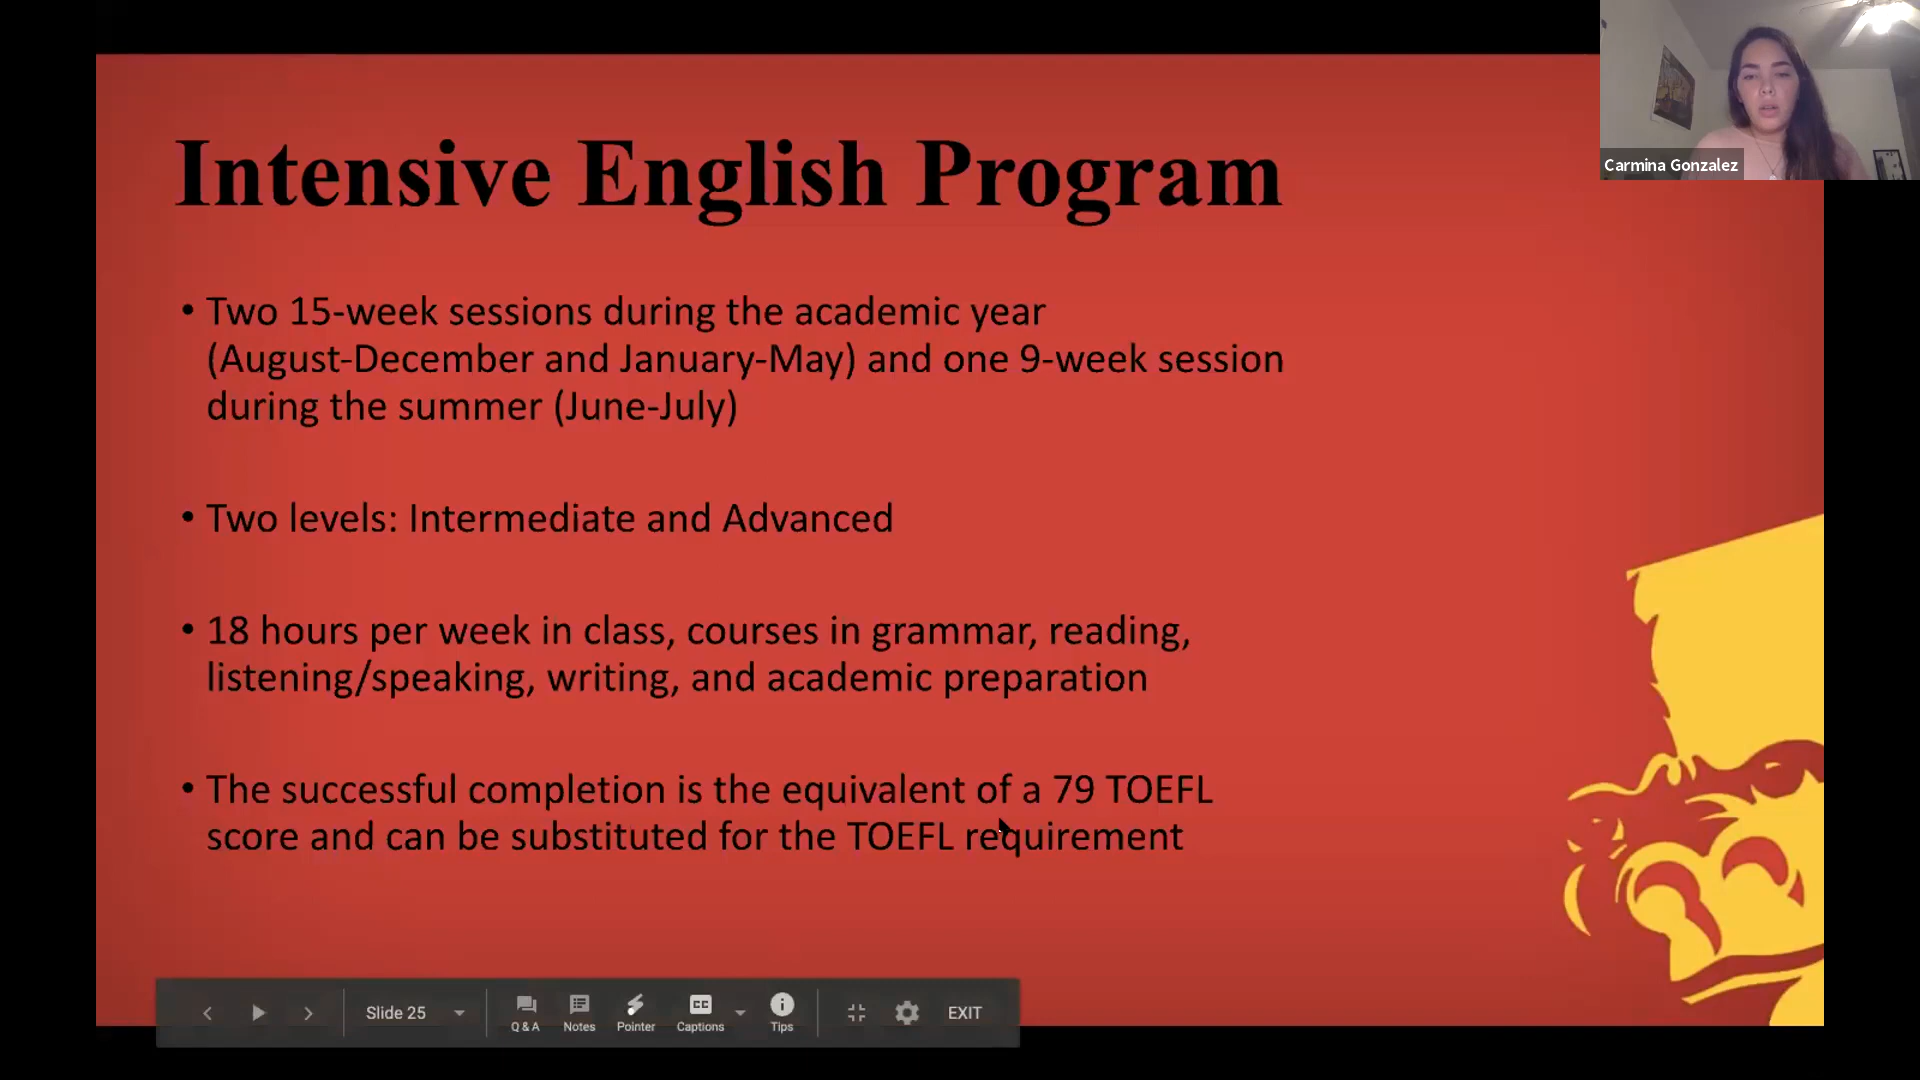 Intensive English Program
Carmina Gonzalez
• Two 15-week sessions during the academic year
(August-December and January-May) and one 9-week session
during the summer (June-July)
• Two levels: Intermediate and Advanced
• 18 hours per week in class, courses in grammar, reading,
listening/speaking, writing, and academic preparation
• The successful completion is the equivalent of a 79 TOEFL
score and can be substituted for the TOEFL requirement
Slide 25
Q & A
Notes
Pointer
CC
Captions
Tips
EXIT